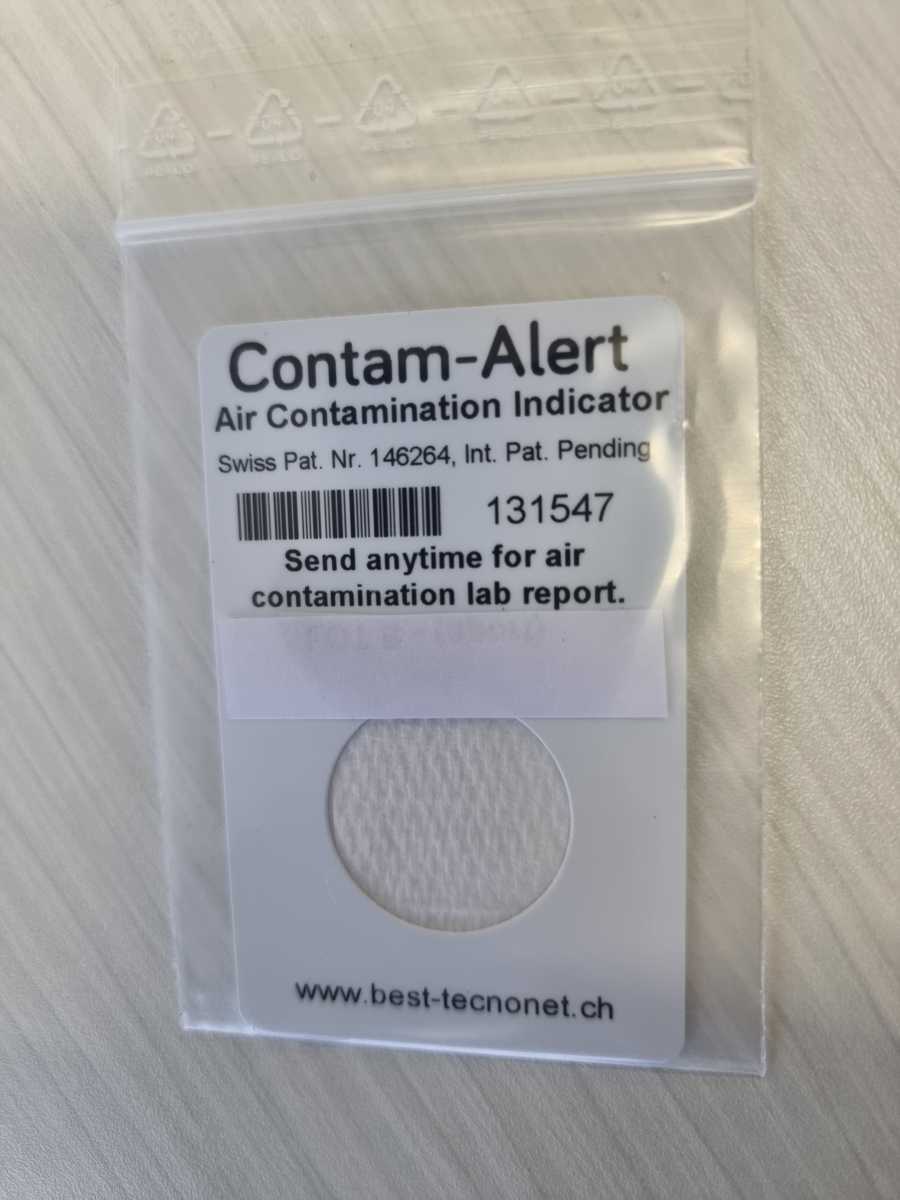 Contam-Alert
Air Contamination Indicator
Swiss Pat. Nr. 146264, Int. Pat. Pending
131547
Send anytime for air
contamination lab report.
www.best-tecnonet.ch